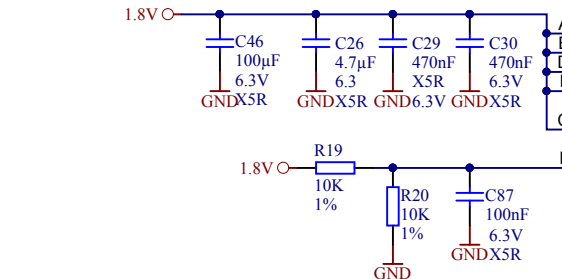 1.8V
C46
100µF
6.3V
X5R
GND
C26
4.7µF
6.3
X5R
GND
C29
470nF
X5R
6.3V
GND
C30
470nF
6.3V
X5R
GND
1.8V
R19
10K
1%
R20
10K
1%
GND
C87
100nF
6.3V
X5R
GND